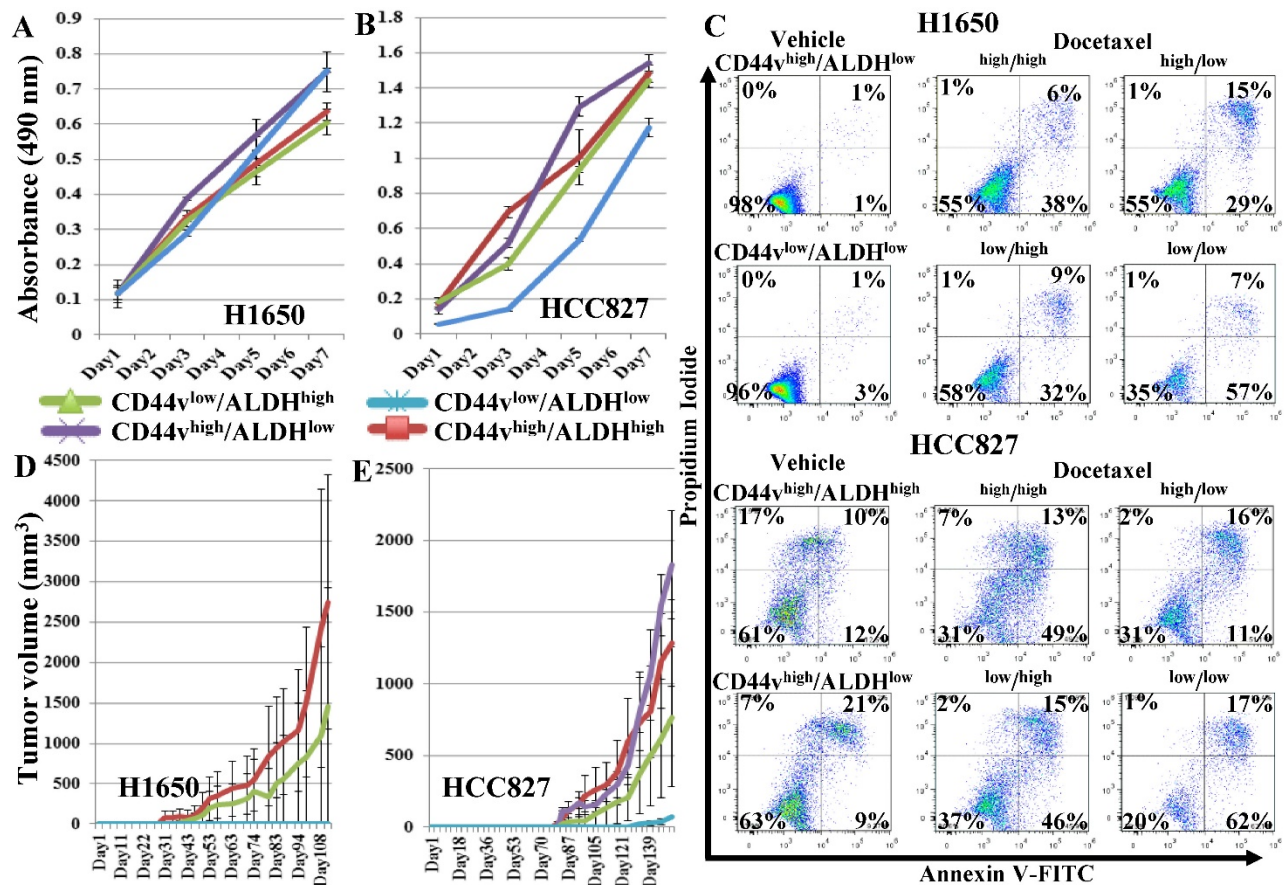 A
0.9
0.8
0.7
0.6
0.5
0.4
0.3
0.2
0.1
0
Absorbance (490 nm)
H1650
Day1
Day2
Day3
Day4
Day5
Day6
Day7
B
1.8
1.6
1.4
1.2
1
0.8
0.6
0.4
0.2
0
HCC827
Day1
Day2
Day3
Day4
Day5
Day6
Day7
CD44v^low/ALDH^high
CD44v^low/ALDH^low
CD44v^high/ALDH^low
CD44v^high/ALDH^high
D
4500
4000
3500
3000
2500
2000
1500
1000
500
0
Tumor volume (mm³)
H1650
Day1
Day11
Day22
Day31
Day43
Day53
Day63
Day74
Day83
Day94
Day108
E
2500
2000
1500
1000
500
0
HCC827
Day1
Day18
Day36
Day53
Day70
Day87
Day105
Day121
Day139
C
H1650
Vehicle
Docetaxel
CD44v^high/ALDH^low
high/high
high/low
0% 1%
98% 1%
1% 6%
55% 38%
1% 15%
55% 29%
CD44v^low/ALDH^low
low/high
low/low
0% 1%
96% 3%
1% 9%
58% 32%
1% 7%
35% 57%
HCC827
Vehicle
Docetaxel
CD44v^high/ALDH^high
high/high
high/low
17% 10%
61% 12%
7% 13%
31% 49%
2% 16%
31% 11%
CD44v^high/ALDH^low
low/high
low/low
7% 21%
63% 9%
2% 15%
37% 46%
1% 17%
20% 62%
Propidium Iodide
Annexin V-FITC